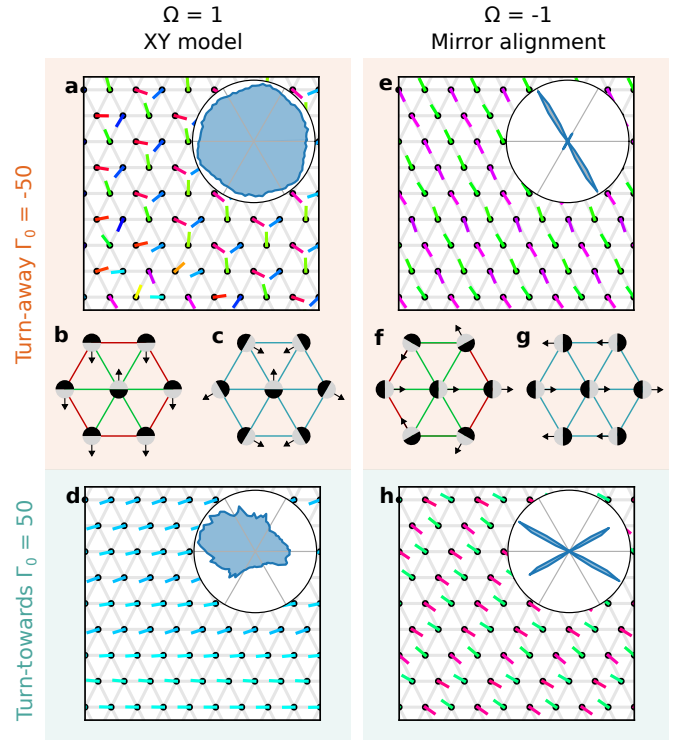 Ω = 1
XY model
Ω = -1
Mirror alignment
Turn-away Γ₀ = -50
a
e
b
c
f
g
Turn-towards Γ₀ = 50
d
h